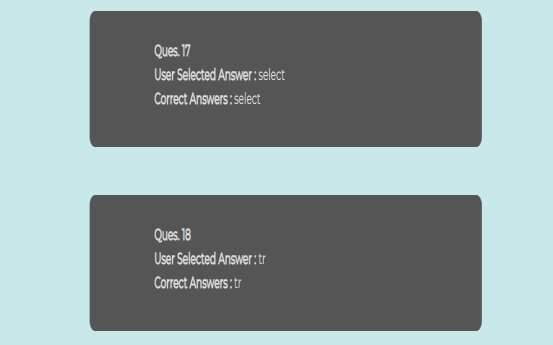 Ques. 17
User Selected Answer : select
Correct Answers : select
Ques. 18
User Selected Answer : tr
Correct Answers : tr